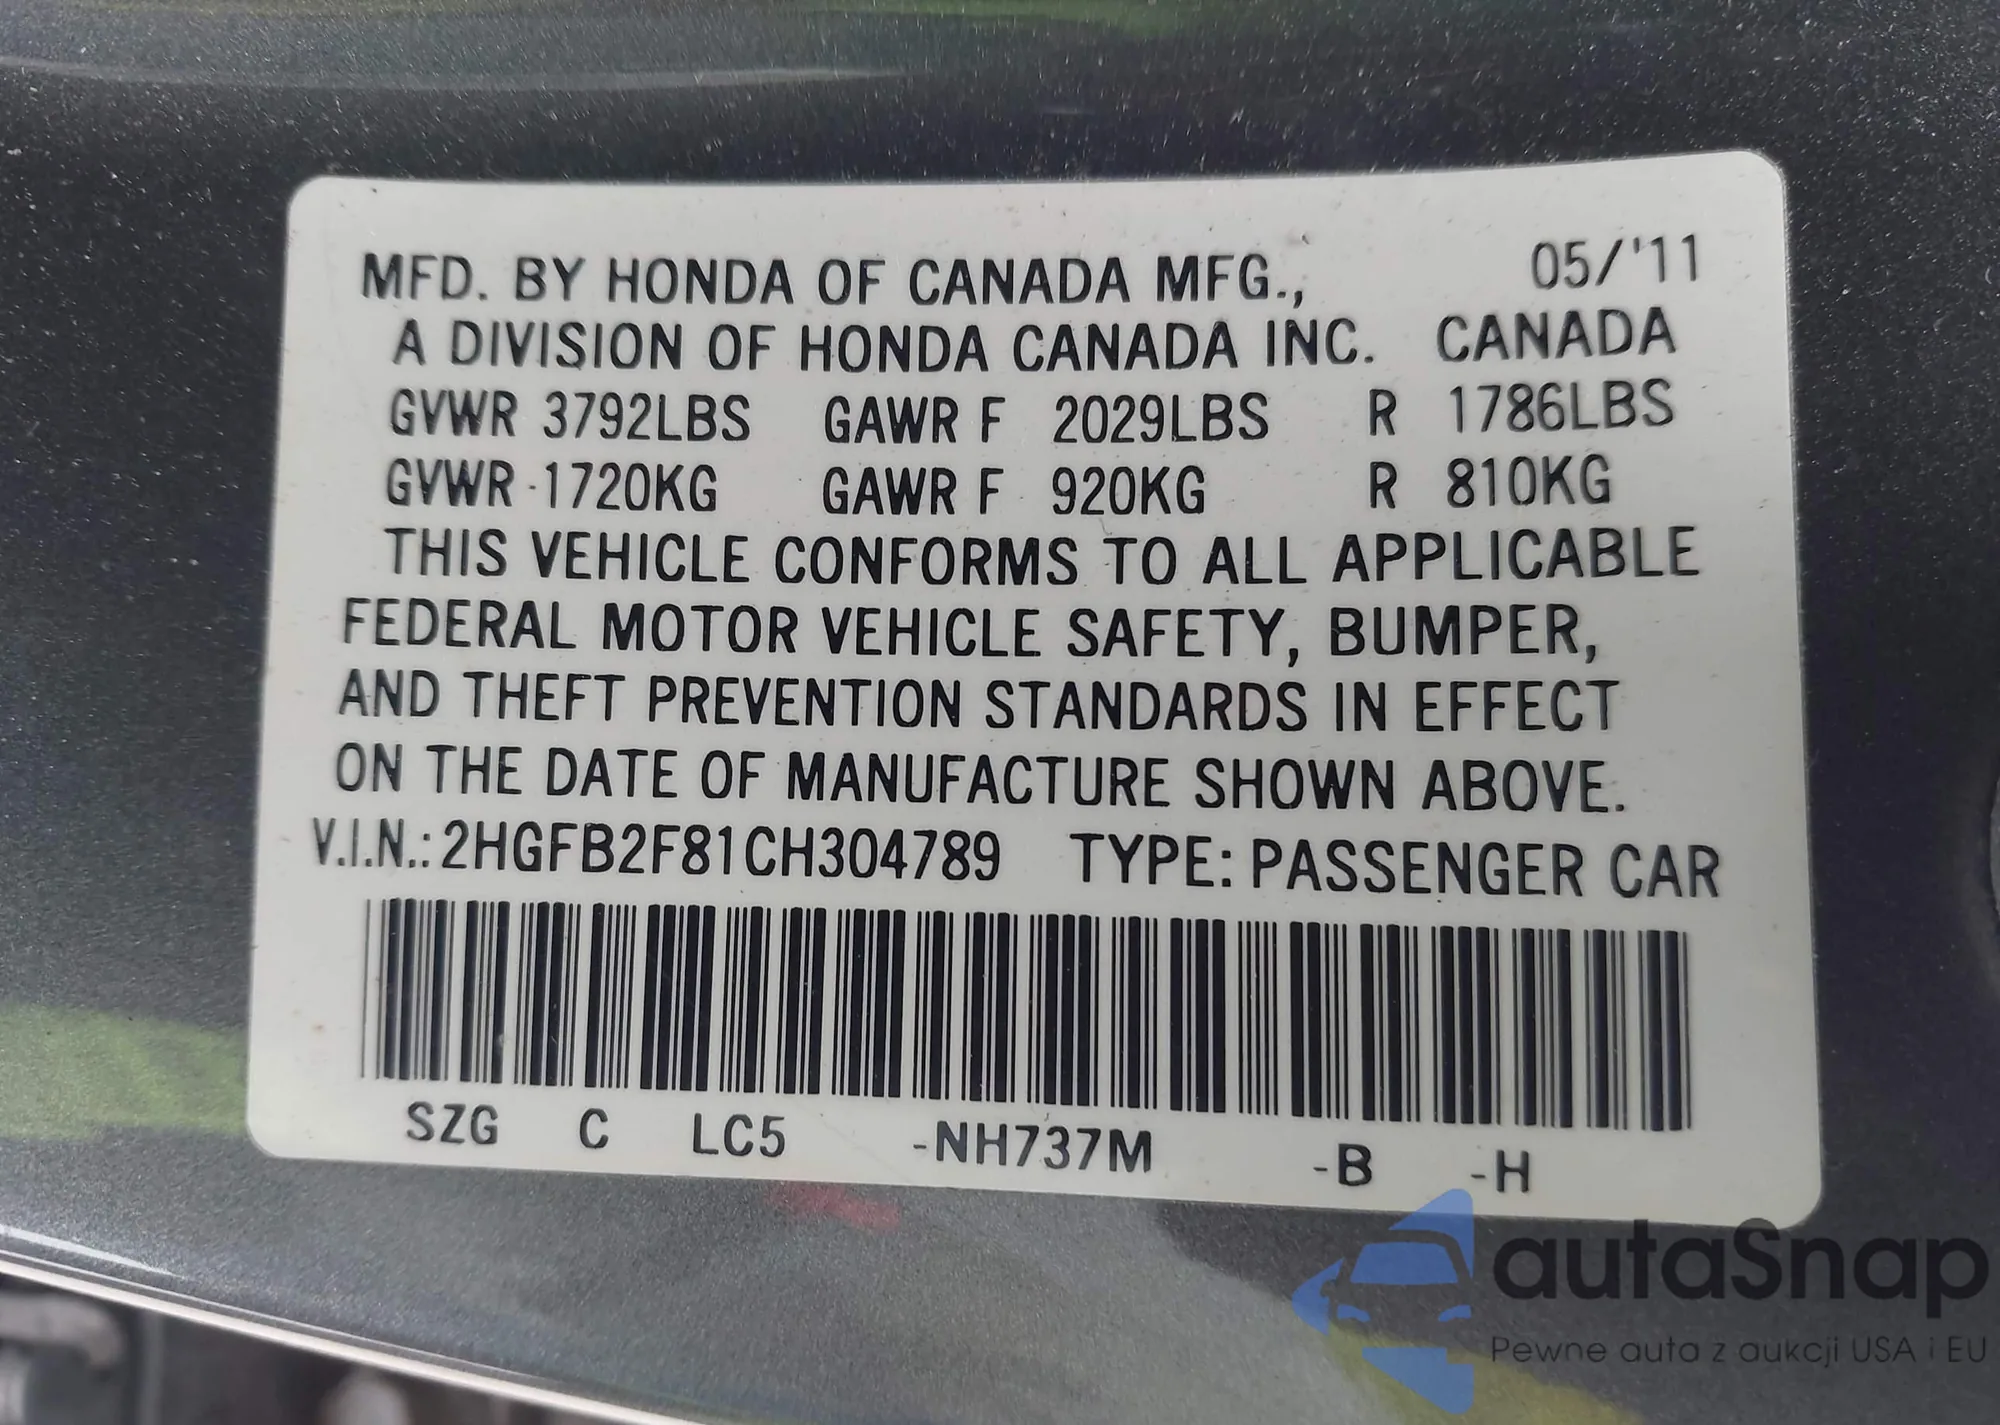 MFD. BY HONDA OF CANADA MFG., 05/'11
A DIVISION OF HONDA CANADA INC. CANADA
GVWR 3792LBS GAWR F 2029LBS R 1786LBS
GVWR 1720KG GAWR F 920KG R 810KG
THIS VEHICLE CONFORMS TO ALL APPLICABLE
FEDERAL MOTOR VEHICLE SAFETY, BUMPER,
AND THEFT PREVENTION STANDARDS IN EFFECT
ON THE DATE OF MANUFACTURE SHOWN ABOVE.
V.I.N.: 2HGFB2F81CH304789 TYPE: PASSENGER CAR
SZG C LC5 -NH737M -B -H
autaSnap
Pewne auta z aukcji USA i EU